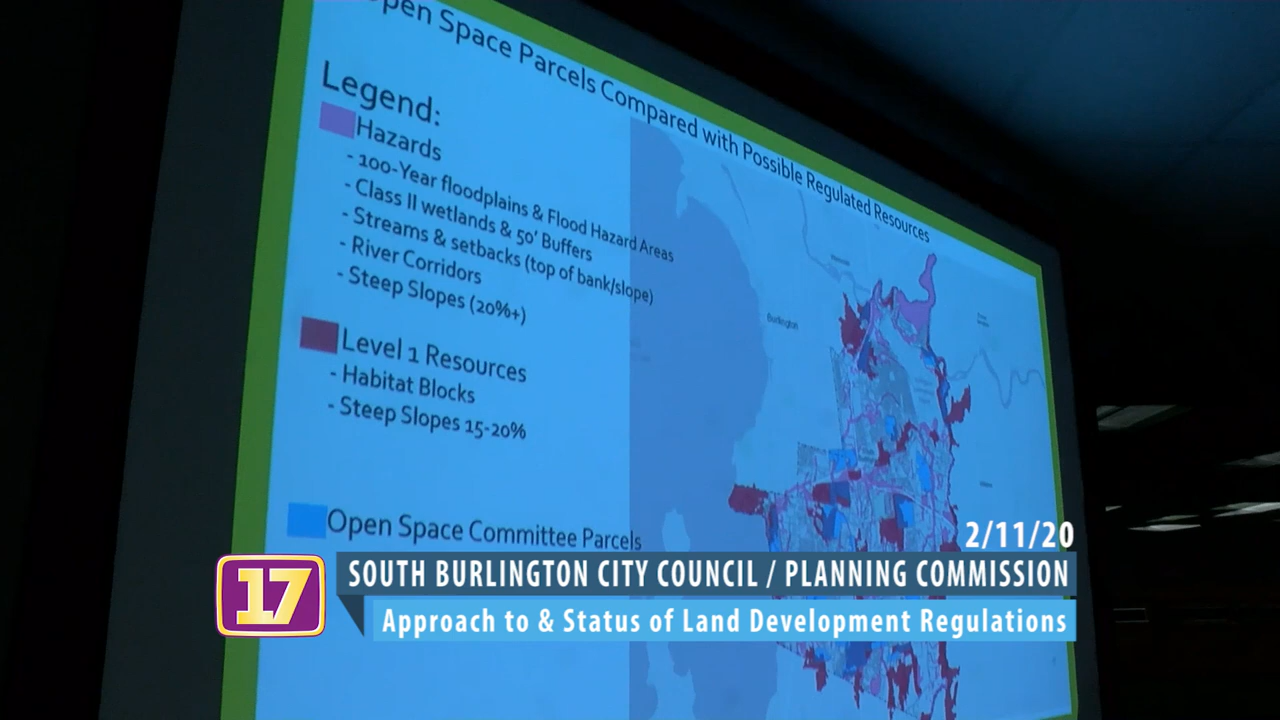 Open Space Parcels Compared with Possible Regulated Resources
Legend:
Hazards
- 100-Year floodplains & Flood Hazard Areas
- Class II wetlands & 50' Buffers
- Streams & setbacks (top of bank/slope)
- River Corridors
- Steep Slopes (20%+)
Level 1 Resources
- Habitat Blocks
- Steep Slopes 15-20%
Open Space Committee Parcels
Burlington
2/11/20
17
SOUTH BURLINGTON CITY COUNCIL / PLANNING COMMISSION
Approach to & Status of Land Development Regulations